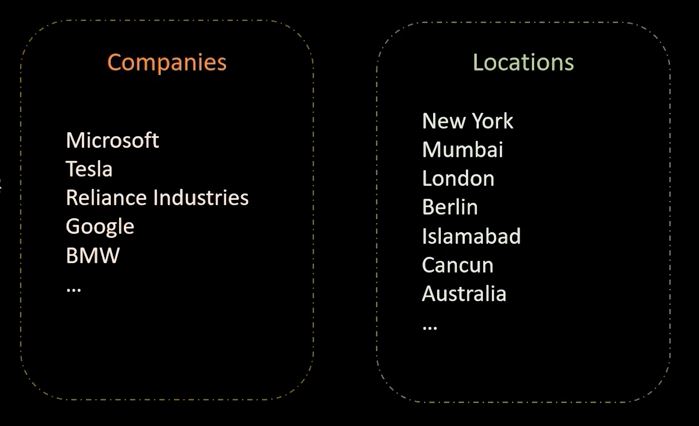 Companies
Microsoft
Tesla
Reliance Industries
Google
BMW
...
Locations
New York
Mumbai
London
Berlin
Islamabad
Cancun
Australia
...